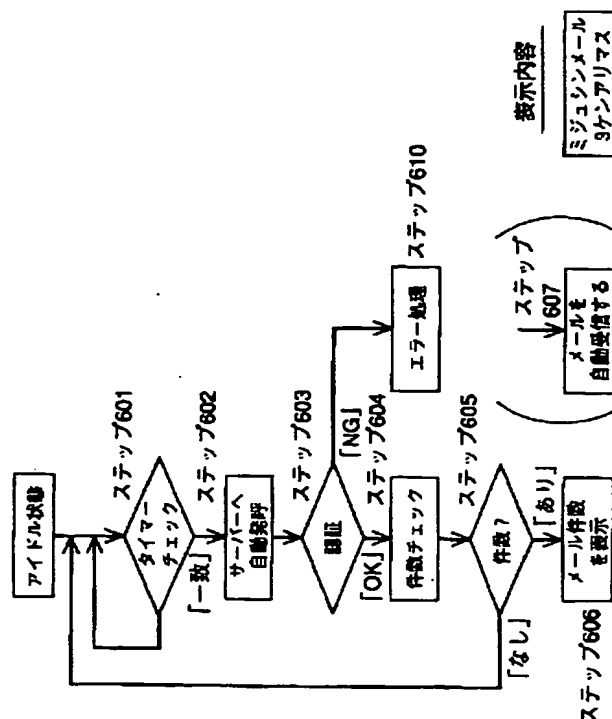 アイドル状態
ステップ601
タイマー
チェック
「一致」
ステップ602
サーバーへ
自動発呼
ステップ603
認証
「NG」
「OK」
ステップ604
件数チェック
エラー処理
ステップ610
ステップ605
件数?
「なし」
「あり」
ステップ606
メール件数
を表示
ステップ
607
メールを
自動受信する
表示内容
ミジュシンメール
9ケンアリマス